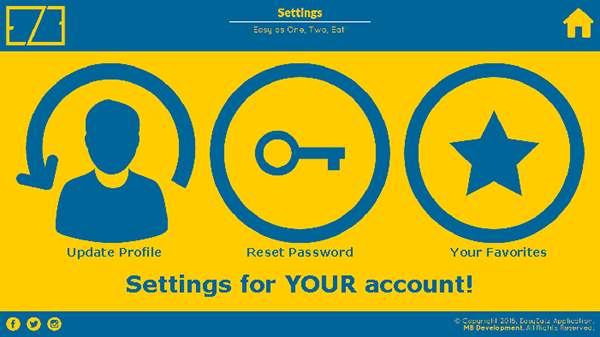 Settings
Easy as One, Two, Eat
Update Profile
Reset Password
Your Favorites
Settings for YOUR account!
© Copyright 2016, EasyEatz Application.
MB Development. All Rights Reserved.